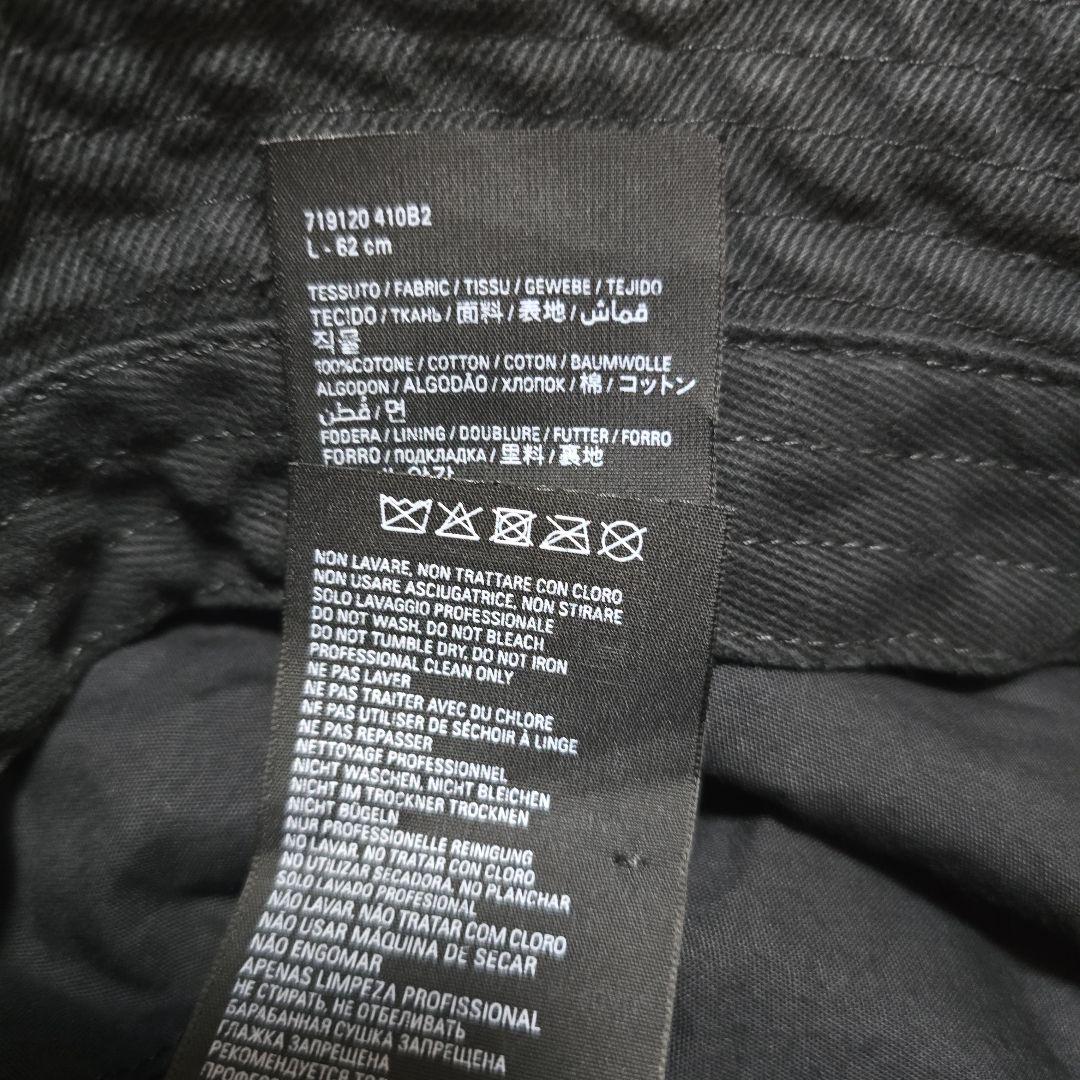 719120 410B2
L - 62 cm
TESSUTO / FABRIC / TISSU / GEWEBE / TEJIDO
TECIDO / ТКАНЬ / 面料 / 表地 / قماش
직물
100%COTONE / COTTON / COTON / BAUMWOLLE
ALGODON / ALGODÃO / ХЛОПОК / 棉 / コットン
قُطن / 면
FODERA / LINING / DOUBLURE / FUTTER / FORRO
FORRO / ПОДКЛАДКА / 里料 / 裏地
안감
NON LAVARE, NON TRATTARE CON CLORO
NON USARE ASCIUGATRICE, NON STIRARE
SOLO LAVAGGIO PROFESSIONALE
DO NOT WASH, DO NOT BLEACH
DO NOT TUMBLE DRY, DO NOT IRON
PROFESSIONAL CLEAN ONLY
NE PAS LAVER
NE PAS TRAITER AVEC DU CHLORE
NE PAS UTILISER DE SÉCHOIR À LINGE
NE PAS REPASSER
NETTOYAGE PROFESSIONNEL
NICHT WASCHEN, NICHT BLEICHEN
NICHT IM TROCKNER TROCKNEN
NICHT BÜGELN
NUR PROFESSIONELLE REINIGUNG
NO LAVAR, NO TRATAR CON CLORO
NO UTILIZAR SECADORA, NO PLANCHAR
SOLO LAVADO PROFESIONAL
NÃO LAVAR, NÃO TRATAR COM CLORO
NÃO USAR MÁQUINA DE SECAR
NÃO ENGOMAR
APENAS LIMPEZA PROFISSIONAL
НЕ СТИРАТЬ, НЕ ОТБЕЛИВАТЬ
БАРАБАННАЯ СУШКА ЗАПРЕЩЕНА
ГЛАЖКА ЗАПРЕЩЕНА
РЕКОМЕНДУЕТСЯ